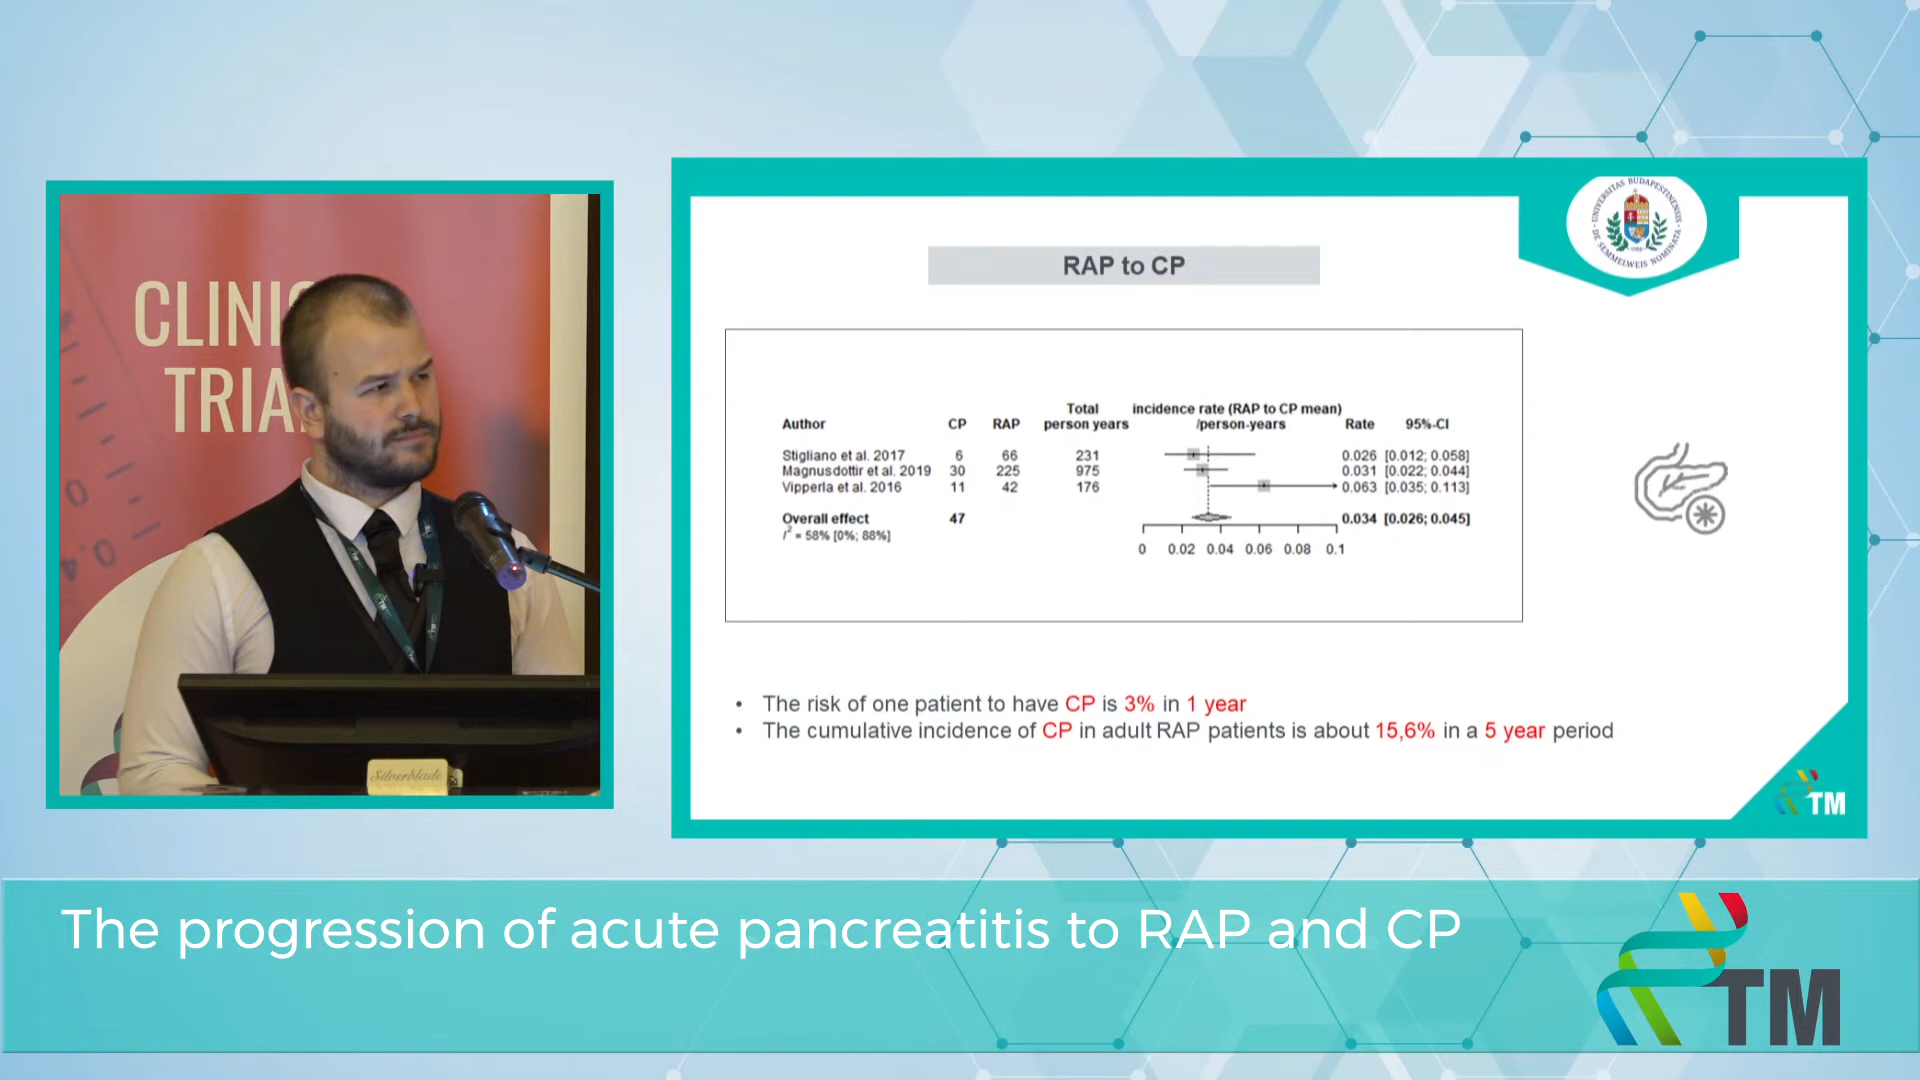 CLINIC
TRIA
Silverblade
UNIVERSITAS BUDAPESTINENSIS
DE SEMMELWEIS NOMINATA
RAP to CP
Author CP RAP Total person years incidence rate (RAP to CP mean) /person-years Rate 95%-CI
Stigliano et al. 2017 6 66 231 0.026 [0.012; 0.058]
Magnusdottir et al. 2019 30 225 975 0.031 [0.022; 0.044]
Vipperla et al. 2016 11 42 176 0.063 [0.035; 0.113]
Overall effect 47 0.034 [0.026; 0.045]
I² = 58% [0%; 88%]
0 0.02 0.04 0.06 0.08 0.1
• The risk of one patient to have CP is 3% in 1 year
• The cumulative incidence of CP in adult RAP patients is about 15,6% in a 5 year period
TM
The progression of acute pancreatitis to RAP and CP
TM